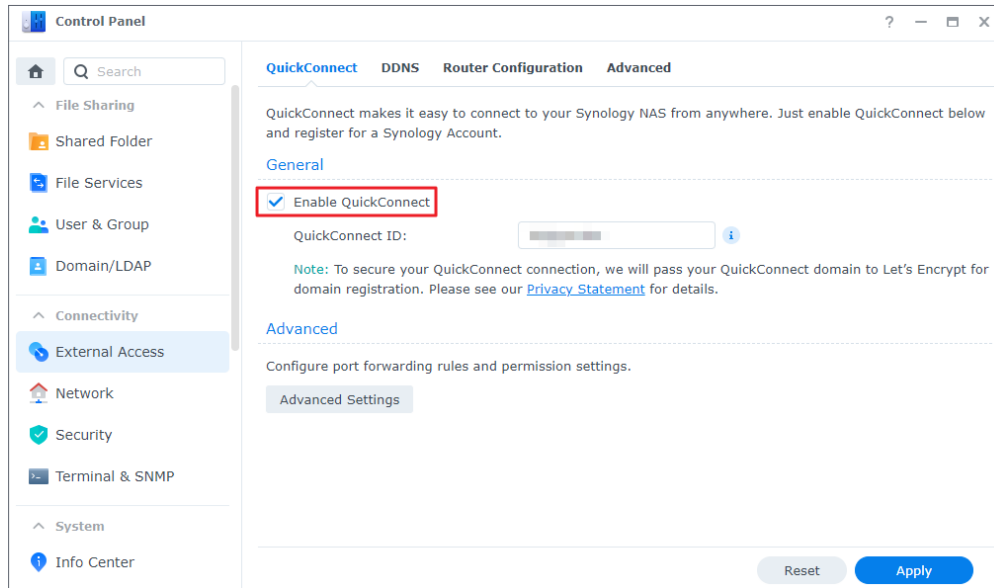 Control Panel
?
Search
File Sharing
Shared Folder
File Services
User & Group
Domain/LDAP
Connectivity
External Access
Network
Security
Terminal & SNMP
System
Info Center
QuickConnect DDNS Router Configuration Advanced
QuickConnect makes it easy to connect to your Synology NAS from anywhere. Just enable QuickConnect below
and register for a Synology Account.
General
Enable QuickConnect
QuickConnect ID:
Note: To secure your QuickConnect connection, we will pass your QuickConnect domain to Let's Encrypt for
domain registration. Please see our Privacy Statement for details.
Advanced
Configure port forwarding rules and permission settings.
Advanced Settings
Reset Apply